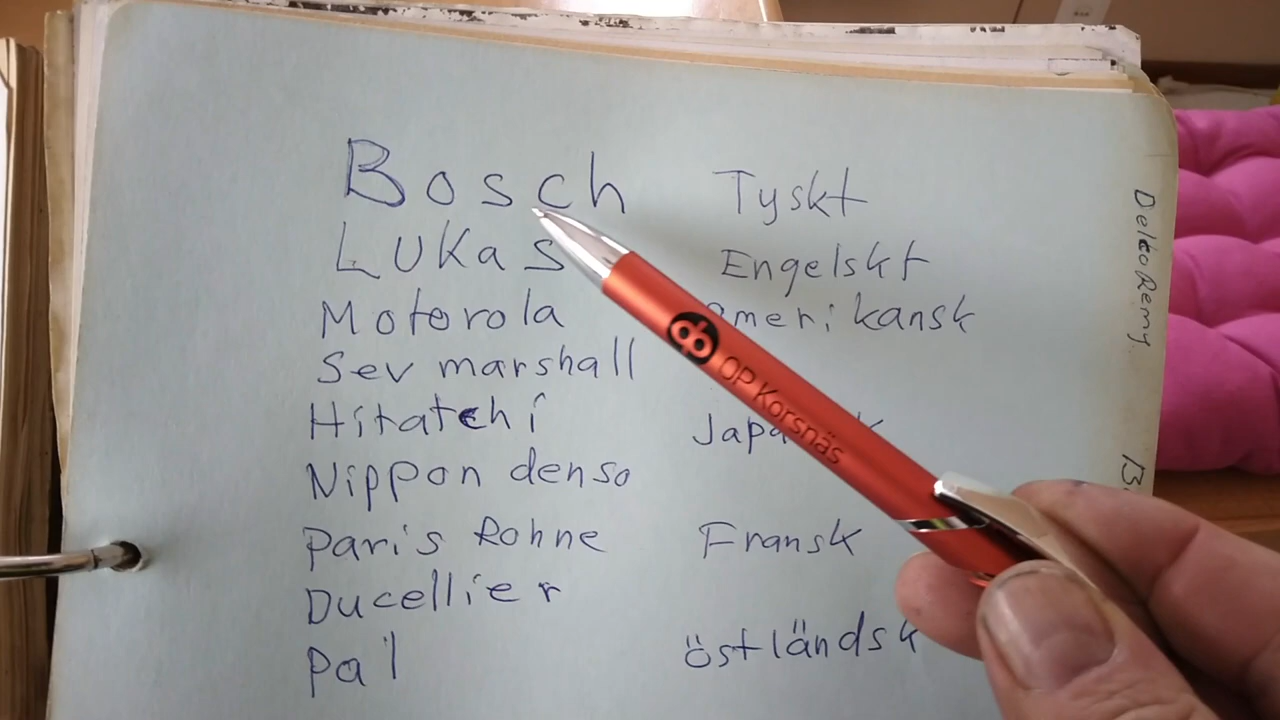 Bosch Tyskt
Lukas Engelskt
Motorola Amerikansk
Sev marshall
Hitatchi
Nippon denso
Paris Rohne Fransk
Ducellier
Pal östländsk
OP Korsnäs
Delco Remy